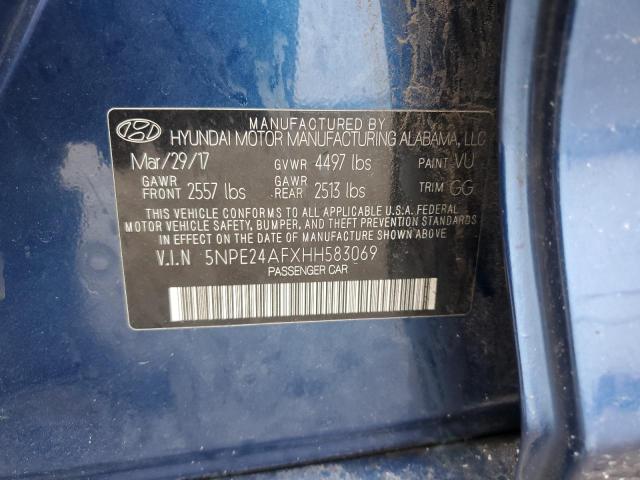 MANUFACTURED BY
HYUNDAI MOTOR MANUFACTURING ALABAMA, LLC
Mar/29/17 GVWR 4497 lbs PAINT VU
GAWR FRONT 2557 lbs GAWR REAR 2513 lbs TRIM GG
THIS VEHICLE CONFORMS TO ALL APPLICABLE U.S.A. FEDERAL
MOTOR VEHICLE SAFETY, BUMPER, AND THEFT PREVENTION
STANDARDS IN EFFECT ON THE DATE OF MANUFACTURE SHOWN ABOVE.
V.I.N 5NPE24AFXHH583069
PASSENGER CAR